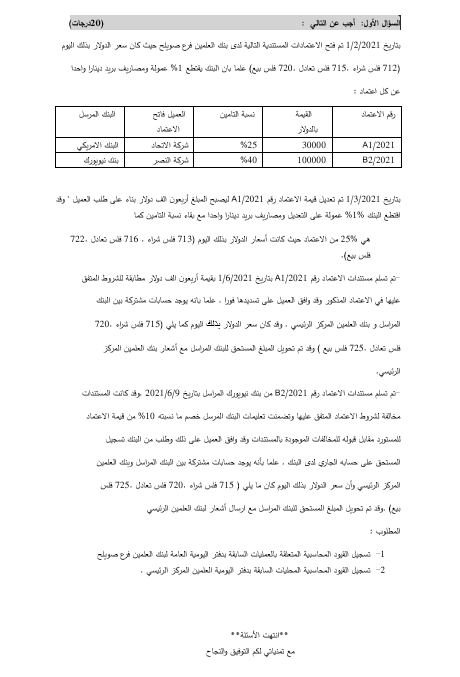 السؤال الأول: أجب عن التالي : (20درجات)
بتاريخ 1/2/2021 تم فتح الاعتمادات المستندية التالية لدى بنك العلمين فرع صويلح حيث كان سعر الدولار بذلك اليوم
(712 فلس شراء ،715 فلس تعادل ،720 فلس بيع) علما بان البنك يقتطع 1% عمولة ومصاريف بريد دينارا واحدا
عن كل اعتماد :
رقم الاعتماد القيمة بالدولار نسبة التامين العميل فاتح الاعتماد البنك المرسل
A1/2021 30000 %25 شركة الاتحاد البنك الامريكي
B2/2021 100000 %40 شركة النصر بنك نيويورك
بتاريخ 1/3/2021 تم تعديل قيمة الاعتماد رقم A1/2021 ليصبح المبلغ أربعون الف دولار بناء على طلب العميل ' وقد
اقتطع البنك 1%' عمولة على التعديل ومصاريف بريد دينارا واحدا مع بقاء نسبة التامين كما
هي 25% من الاعتماد حيث كانت أسعار الدولار بذلك اليوم (713 فلس شراء . 716 فلس تعادل ،722
فلس بيع).
-تم تسلم مستندات الاعتماد رقم A1/2021 بتاريخ 1/6/2021 بقيمة أربعون الف دولار مطابقة للشروط المتفق
عليها في الاعتماد المذكور وقد وافق العميل على تسديدها فورا . علما بانه يوجد حسابات مشتركة بين البنك
المراسل و بنك العلمين المركز الرئيسي . وقد كان سعر الدولار بذلك اليوم كما يلي (715 فلس شراء ،720
فلس تعادل ،725 فلس بيع ) وقد تم تحويل المبلغ المستحق للبنك المراسل مع أشعار بنك العلمين المركز
الرئيسي.
-تم تسلم مستندات الاعتماد رقم B2/2021 من بنك نيويورك المراسل بتاريخ 2021/6/9 وقد كانت المستندات
مخالفة لشروط الاعتماد المتفق عليها وتضمنت تعليمات البنك المرسل خصم ما نسبته 10% من قيمة الاعتماد
للمستورد مقابل قبوله للمخالفات الموجودة بالمستندات وقد وافق العميل على ذلك وطلب من البنك تسجيل
المستحق على حسابه الجاري لدى البنك . علما بأنه يوجد حسابات مشتركة بين البنك المراسل وبنك العلمين
المركز الرئيسي وأن سعر الدولار بذلك اليوم كان ما يلي ( 715 فلس شراء ،720 فلس تعادل ،725 فلس
بيع) .وقد تم تحويل المبلغ المستحق للبنك المراسل مع ارسال أشعار لبنك العلمين الرئيسي
المطلوب :
1- تسجيل القيود المحاسبية المتعلقة بالعمليات السابقة بدفتر اليومية العامة لبنك العلمين فرع صويلح
2- تسجيل القيود المحاسبية السابقة بدفتر اليومية العلمين المركز الرئيسي .
**انتهت الأسئلة**
مع تمنياتي لكم التوفيق والنجاح